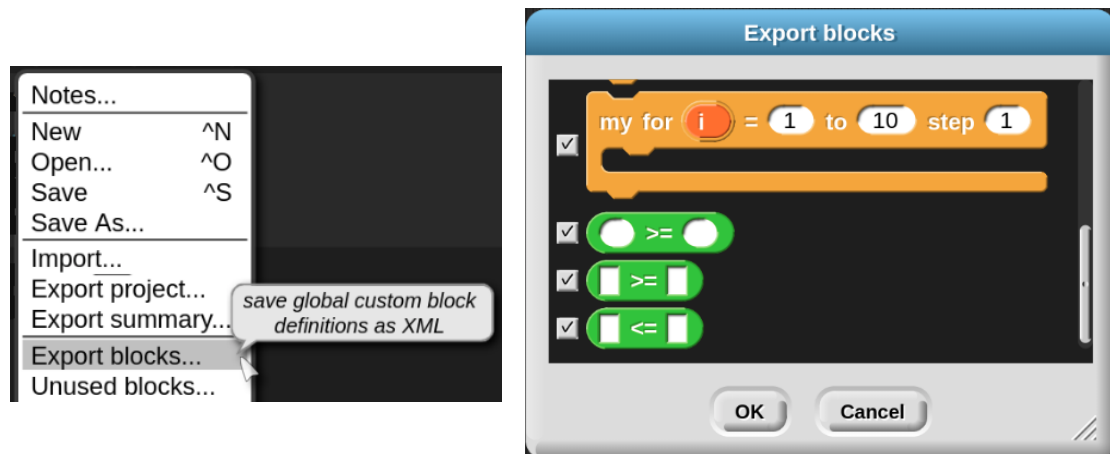 Notes...
New ^N
Open... ^O
Save ^S
Save As...
Import...
Export project...
Export summary...
Export blocks...
Unused blocks...
save global custom block
definitions as XML
Export blocks
my for i = 1 to 10 step 1
>=
>=
<=
OK Cancel